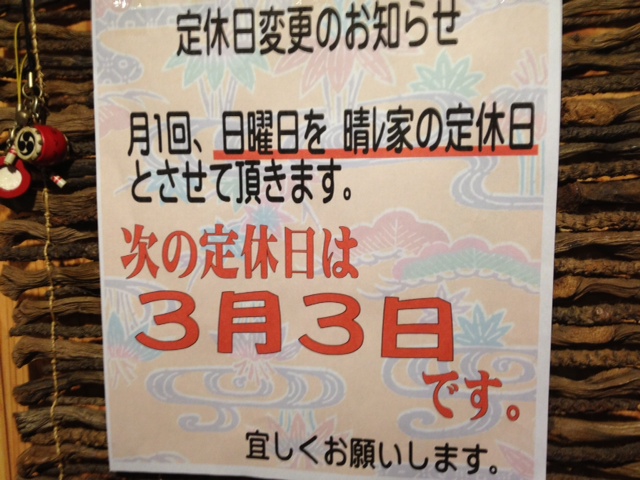 定休日変更のお知らせ
月1回、日曜日を 晴レ家の定休日
とさせて頂きます。
次の定休日は
３月３日
です。
宜しくお願いします。